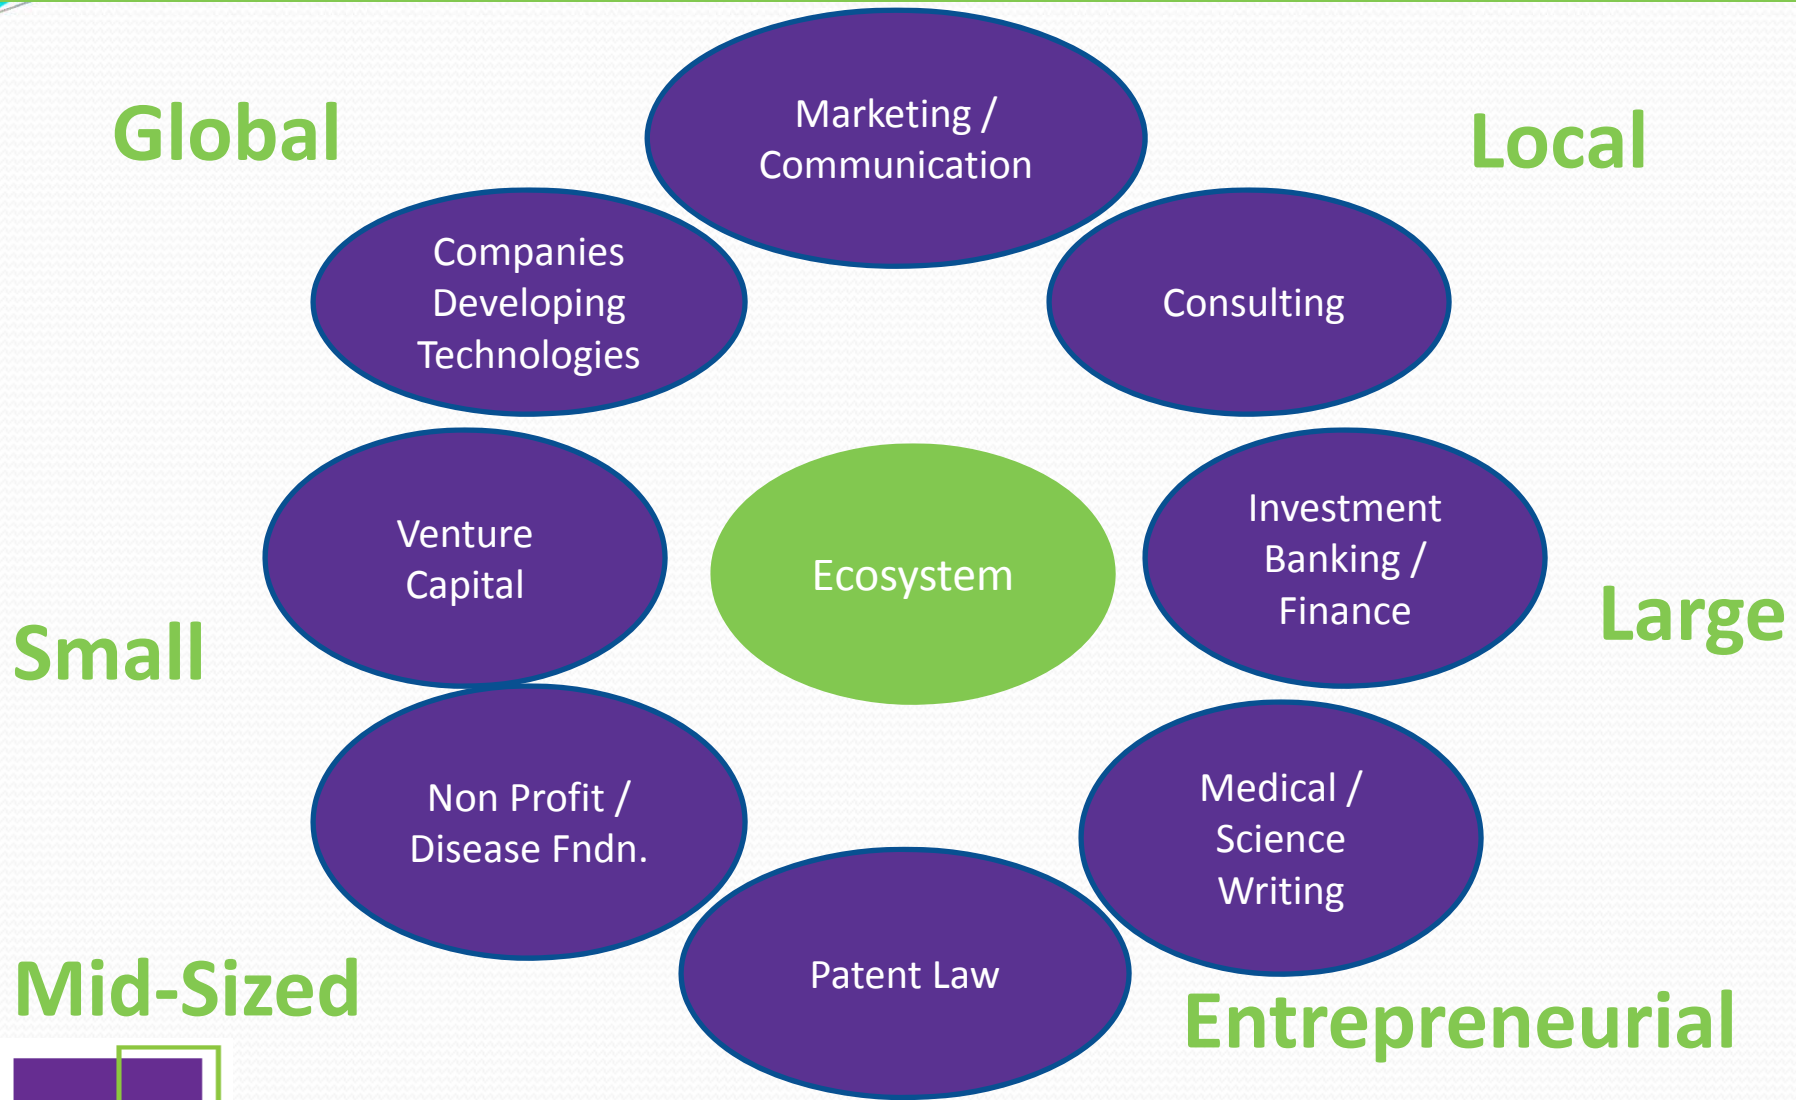 Global
Marketing /
Communication
Local
Companies
Developing
Technologies
Consulting
Venture
Capital
Ecosystem
Investment
Banking /
Finance
Small
Large
Non Profit /
Disease Fndn.
Medical /
Science
Writing
Patent Law
Mid-Sized
Entrepreneurial